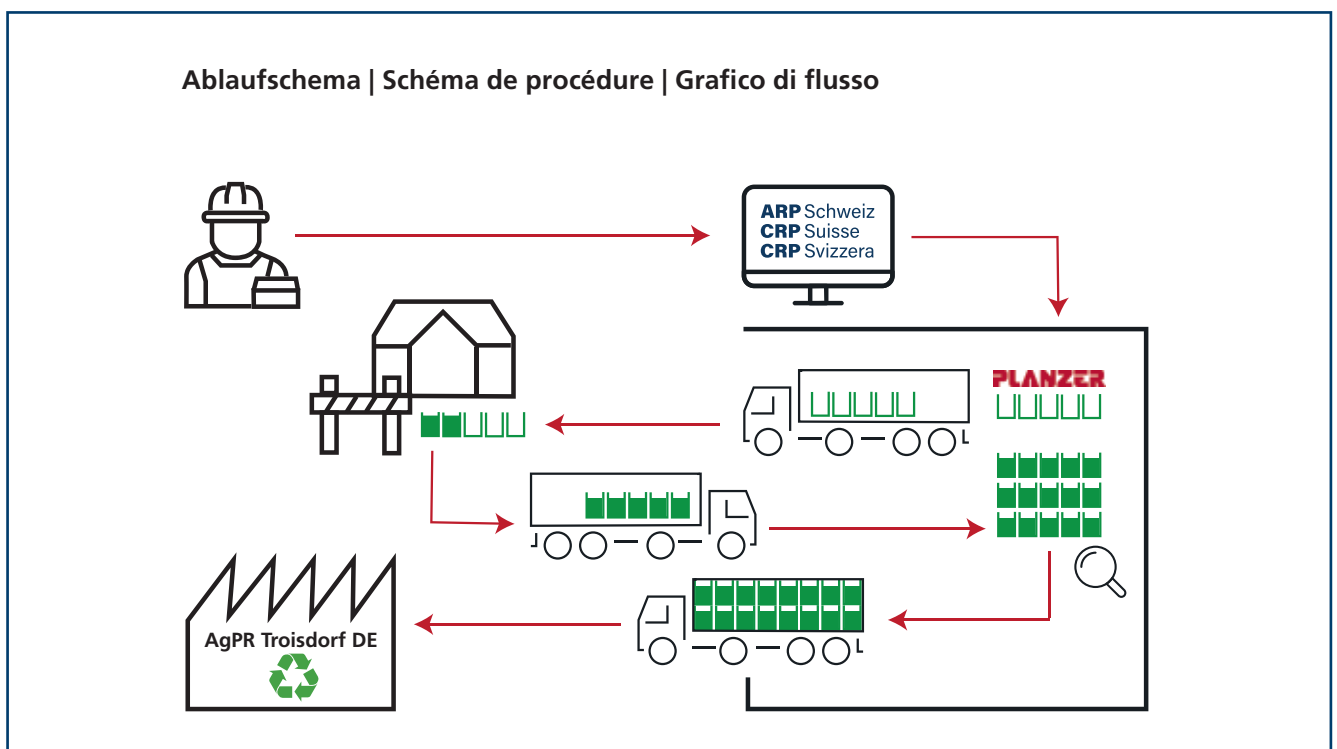 Ablaufschema | Schéma de procédure | Grafico di flusso
ARP Schweiz
CRP Suisse
CRP Svizzera
PLANZER
AgPR Troisdorf DE